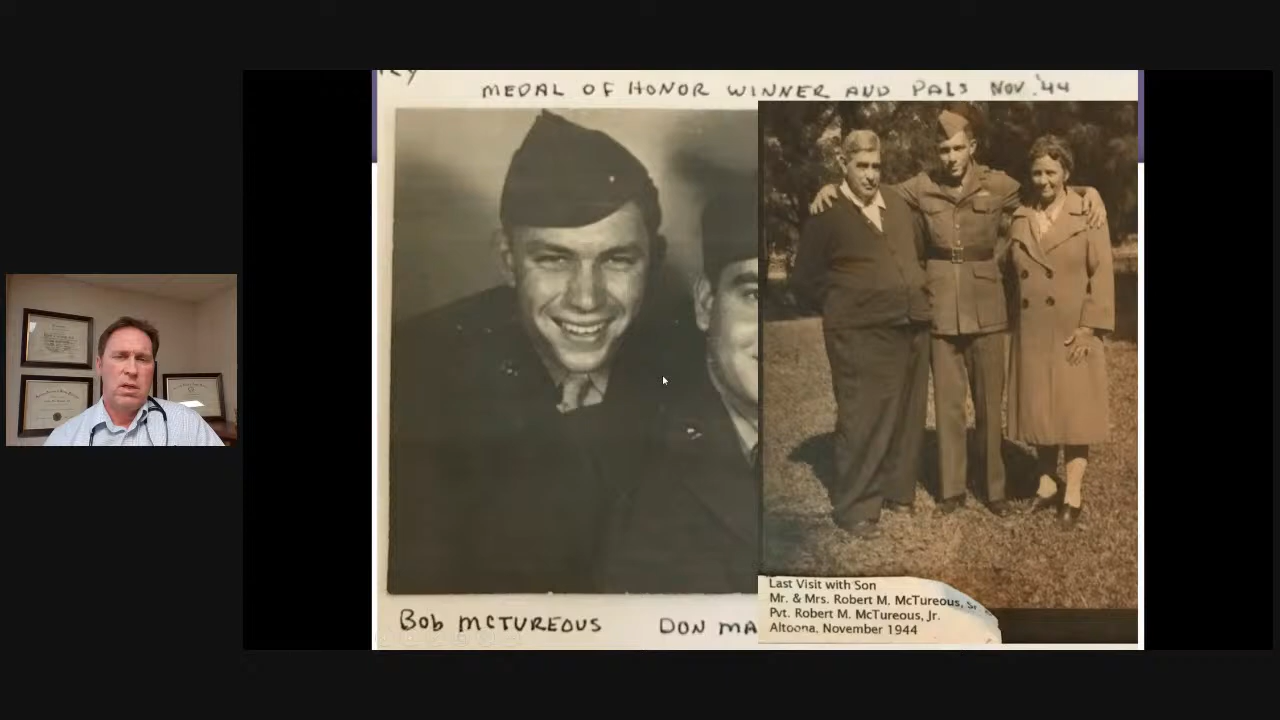 MEDAL OF HONOR WINNER AND PALS NOV. '44
Bob MCTUREOUS
DON MA
Last Visit with Son
Mr. & Mrs. Robert M. McTureous, Sr.
Pvt. Robert M. McTureous, Jr.
Altoona, November 1944